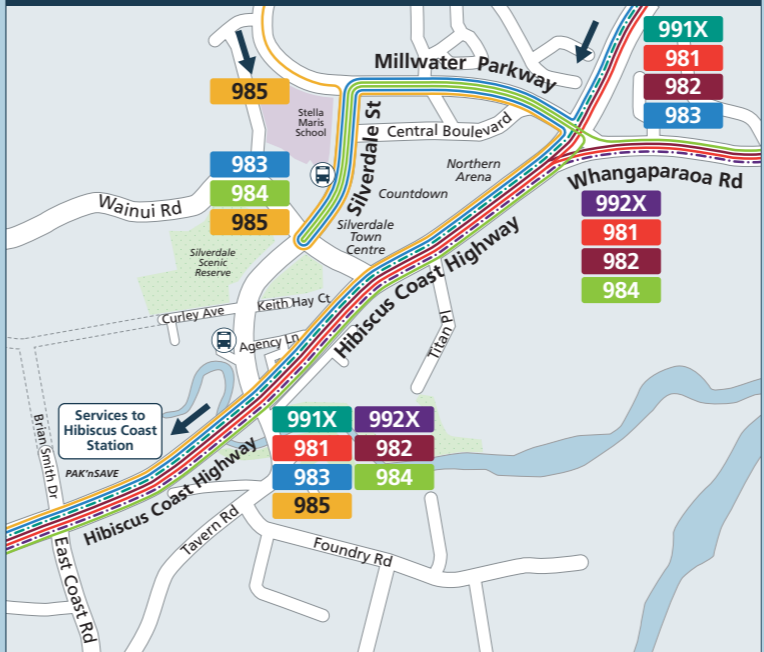 991X
981
982
983
Millwater Parkway
985
Stella
Maris
School
Silverdale St
Central Boulevard
Northern
Arena
Whangaparaoa Rd
983
984
985
Countdown
992X
981
982
984
Wainui Rd
Silverdale
Town
Centre
Silverdale
Scenic
Reserve
Hibiscus Coast Highway
Curley Ave
Keith Hay Ct
Agency Ln
Titan Pl
Services to
Hibiscus Coast
Station
991X 992X
981 982
983 984
985
Brian Smith Dr
PAK'nSAVE
Hibiscus Coast Highway
Tavern Rd
Foundry Rd
East Coast Rd